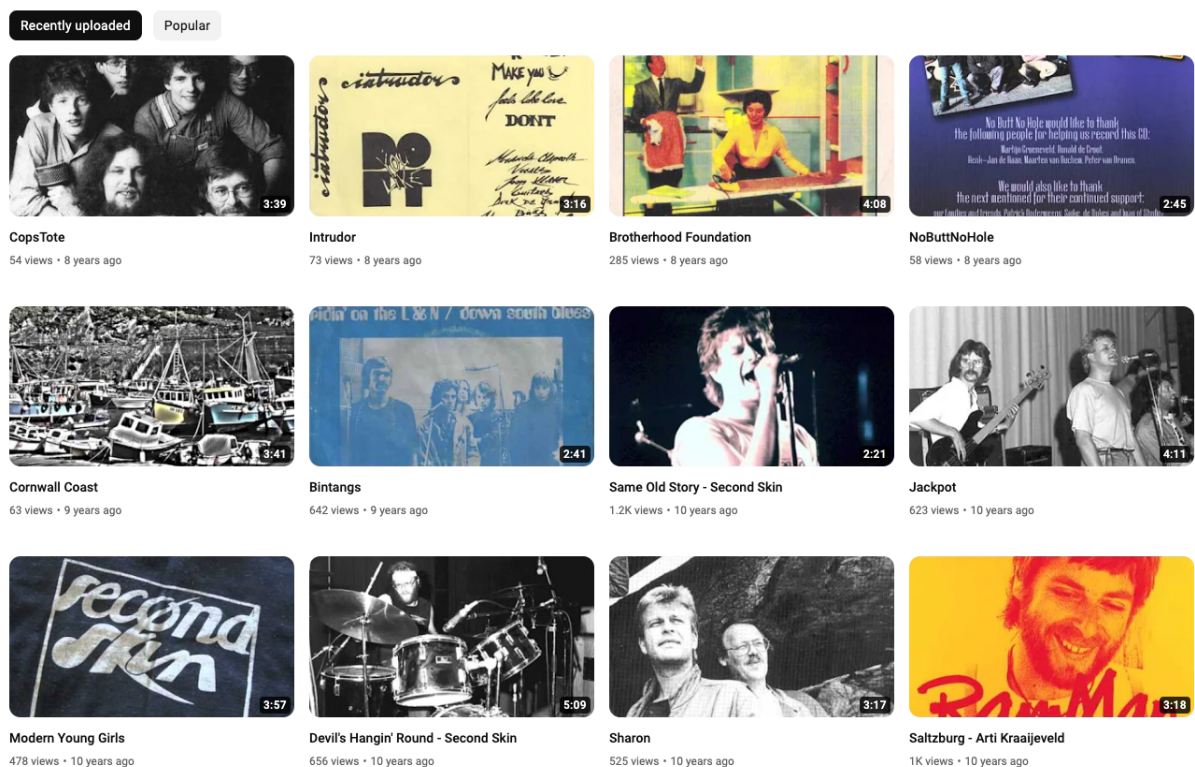 Recently uploaded
Popular
intrudors
intrudors
MAKE YOU
feels like love
DONT
3:39
3:16
4:08
No Butt No Hole would like to thank
the following people for helping us record this CD:
We would also like to thank
the next mentioned for their continued support:
2:45
CopsTote
Intrudor
Brotherhood Foundation
NoButtNoHole
54 views • 8 years ago
73 views • 8 years ago
285 views • 8 years ago
58 views • 8 years ago
ridin' on the L & N / down south blues
3:41
2:41
2:21
4:11
Cornwall Coast
Bintangs
Same Old Story - Second Skin
Jackpot
63 views • 9 years ago
642 views • 9 years ago
1.2K views • 10 years ago
623 views • 10 years ago
second
skin
3:57
5:09
3:17
3:18
Modern Young Girls
Devil's Hangin' Round - Second Skin
Sharon
Saltzburg - Arti Kraaijeveld
478 views • 10 years ago
656 views • 10 years ago
525 views • 10 years ago
1K views • 10 years ago